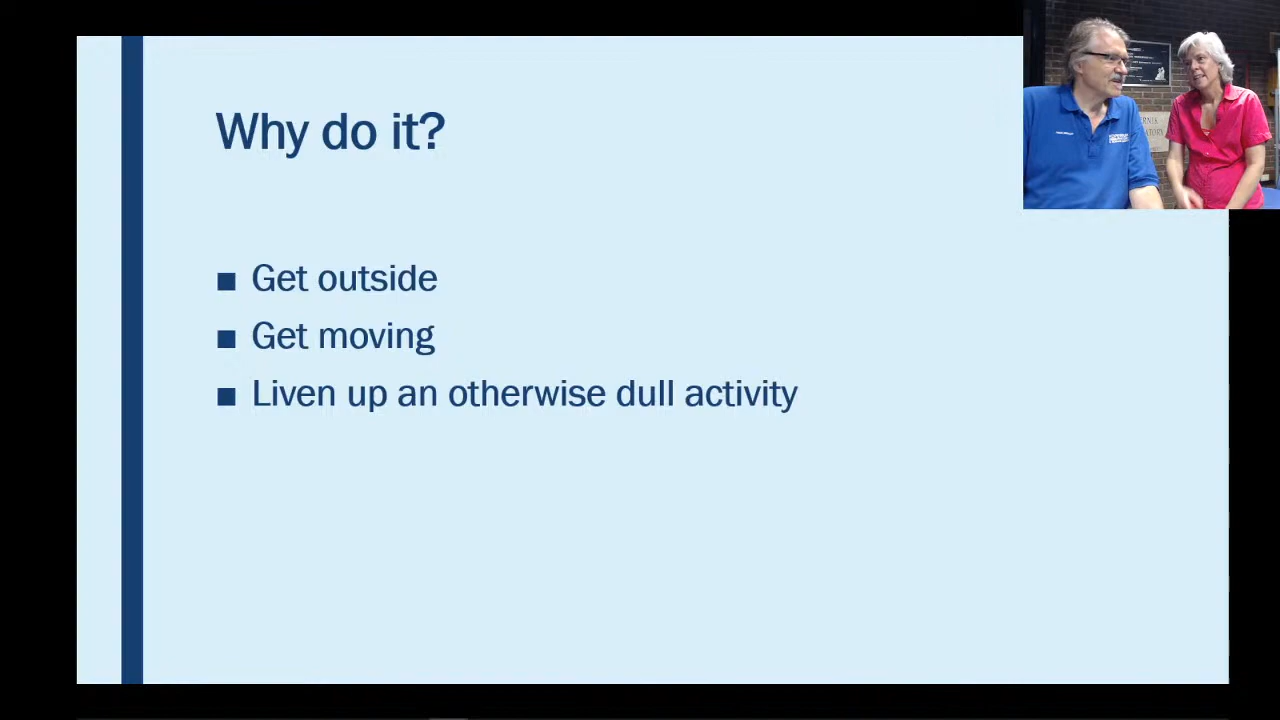 Why do it?
Get outside
Get moving
Liven up an otherwise dull activity